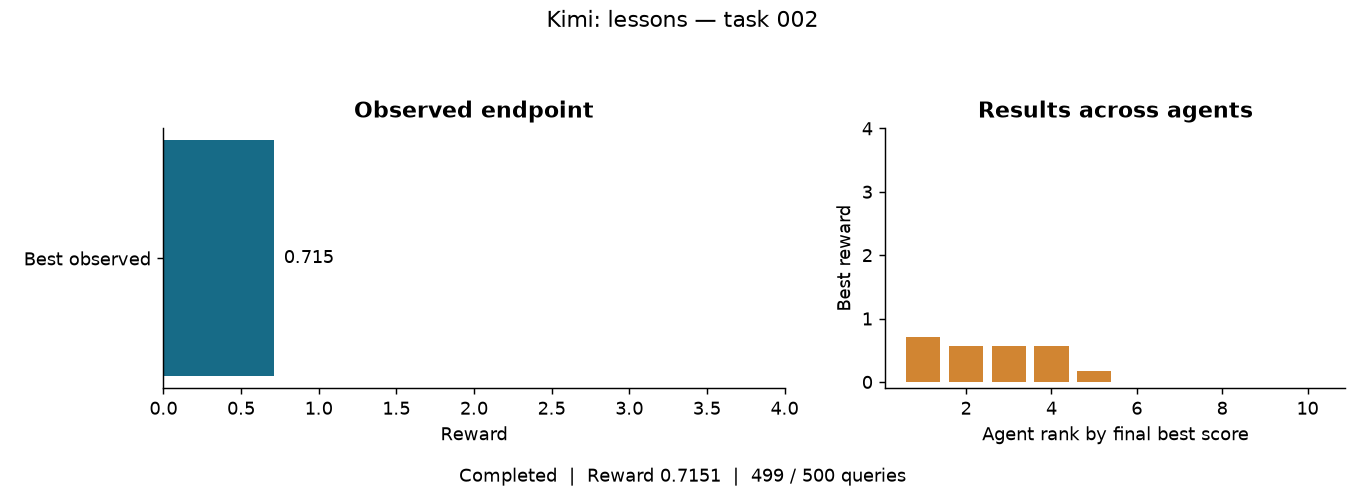 Kimi: lessons — task 002
Observed endpoint
Best observed
0.715
0.0 0.5 1.0 1.5 2.0 2.5 3.0 3.5 4.0
Reward
Results across agents
Best reward
4
3
2
1
0
2 4 6 8 10
Agent rank by final best score
Completed | Reward 0.7151 | 499 / 500 queries